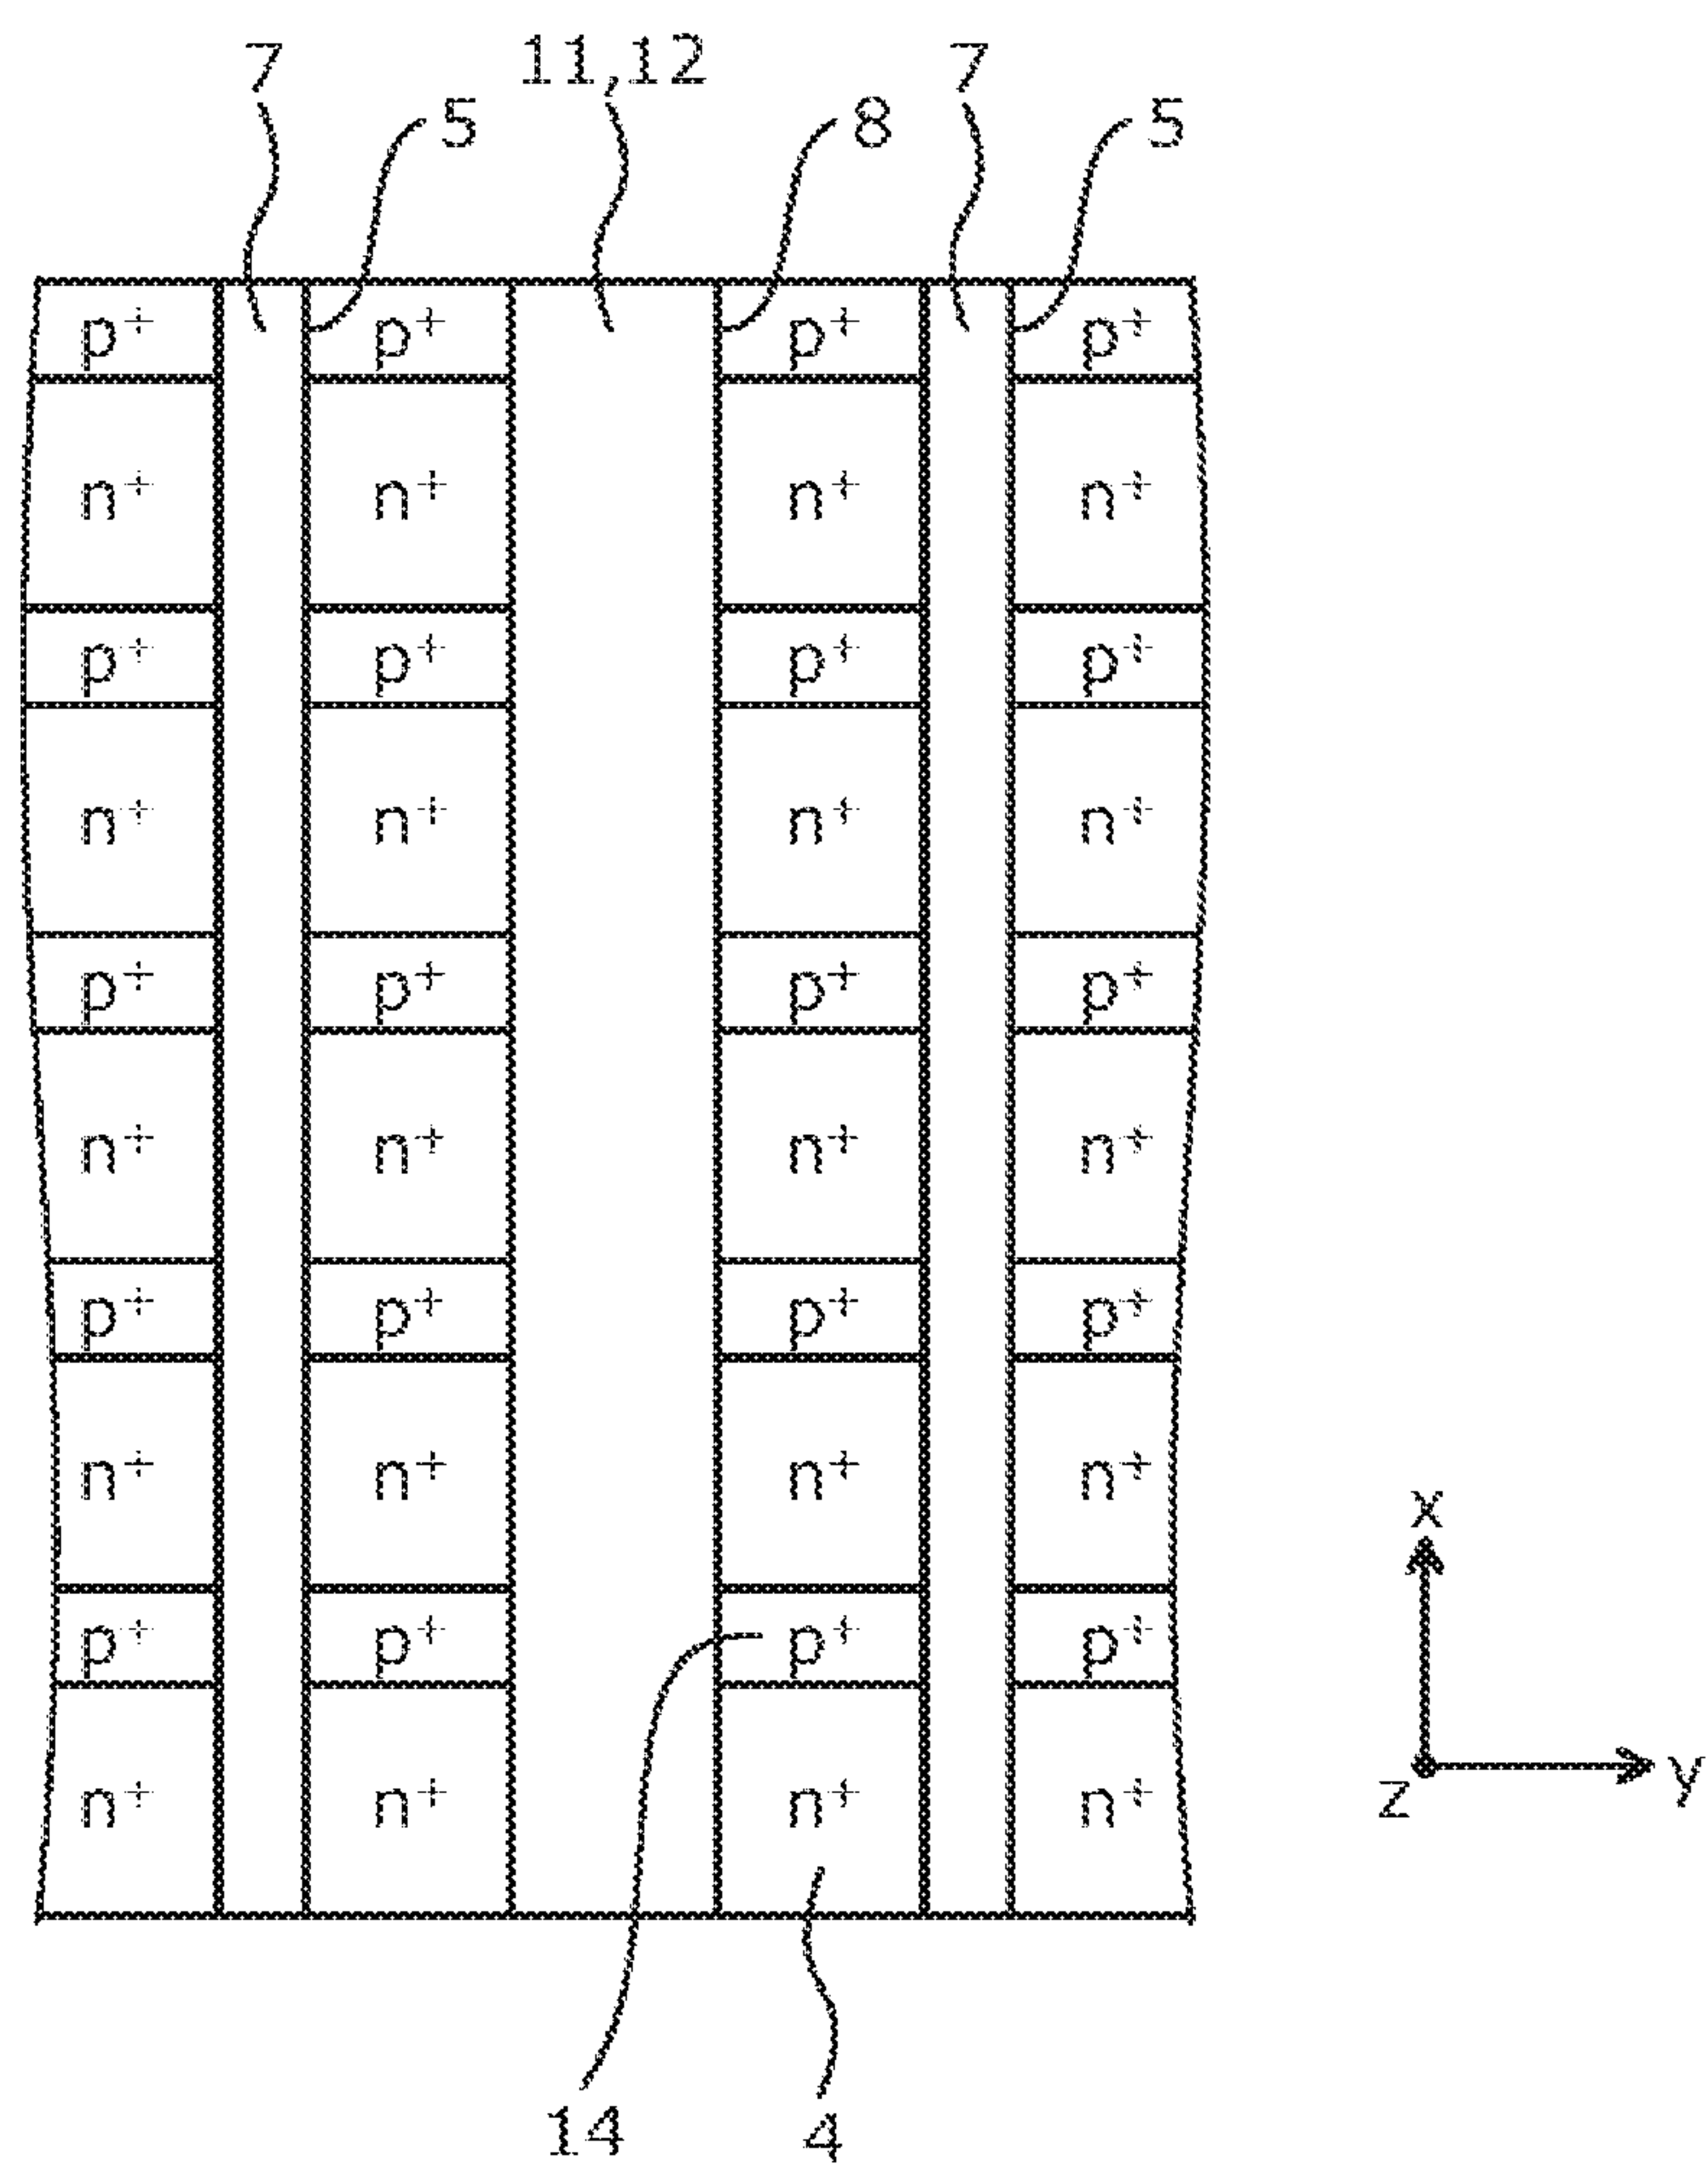 7 11,12 7
5 8 5
p+ p+ p+ p+
n+ n+ n+ n+
p+ p+ p+ p+
n+ n+ n+ n+
p+ p+ p+ p+
n+ n+ n+ n+
p+ p+ p+ p+
n+ n+ n+ n+
x
p+ p+ p+ p+
n+ n+ n+ n+
z y
14 4